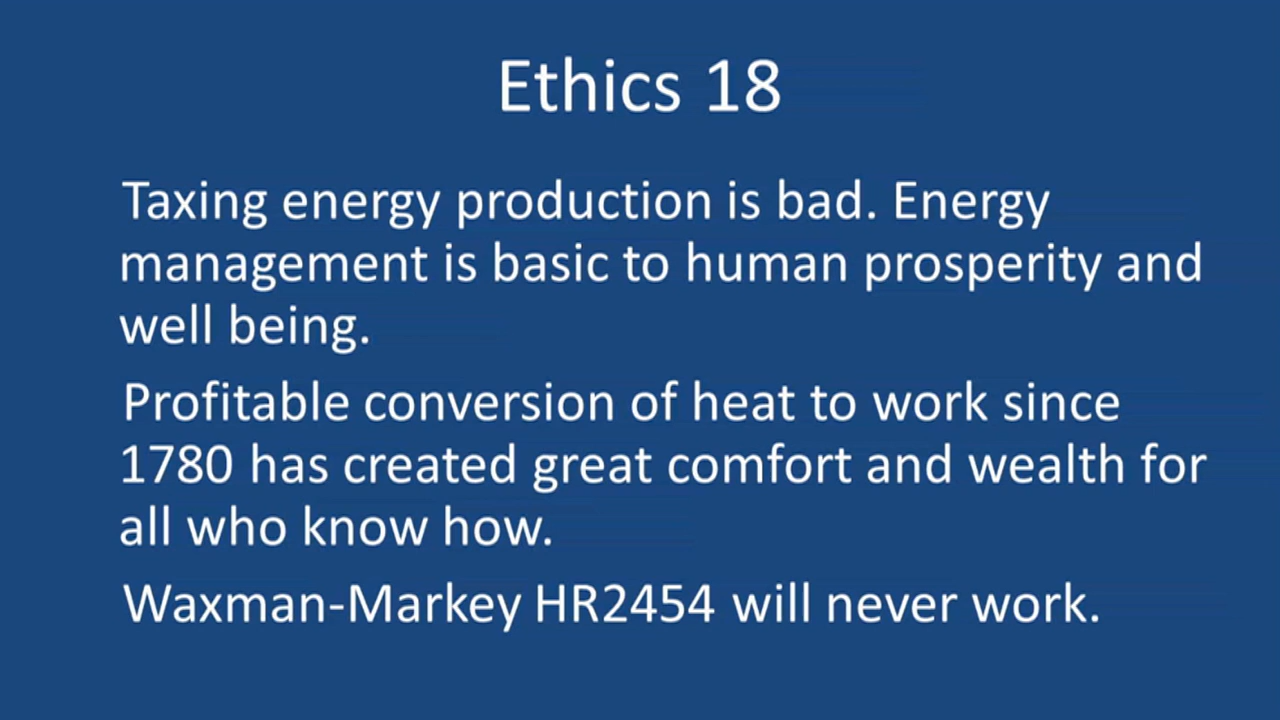 Ethics 18
Taxing energy production is bad. Energy
management is basic to human prosperity and
well being.
Profitable conversion of heat to work since
1780 has created great comfort and wealth for
all who know how.
Waxman-Markey HR2454 will never work.